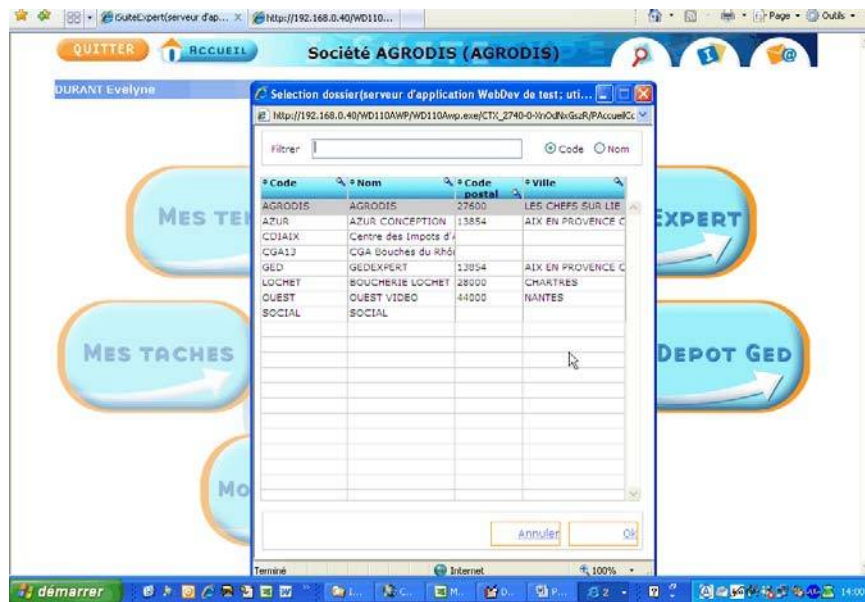 iSuiteExpert(serveur d'ap... X
http://192.168.0.40/WD110...
Page
Outils
QUITTER
ACCUEIL
Société AGRODIS (AGRODIS)
DURANT Evelyne
Selection dossier(serveur d'application WebDev de test; uti...
http://192.168.0.40/WD110AWP/WD110Awp.exe/CTX_2740-0-XnOdNxGszR/PAccueilCc
Filtrer
Code
Nom
Code Nom Code postal Ville
AGRODIS AGRODIS 27600 LES CHEFS SUR LIE
AZUR AZUR CONCEPTION 13854 AIX EN PROVENCE C
CDIAIX Centre des Impots d'A
CGA13 CGA Bouches du Rhôn
GED GEDEXPERT 13854 AIX EN PROVENCE C
LOCHET BOUCHERIE LOCHET 28000 CHARTRES
OUEST OUEST VIDEO 44000 NANTES
SOCIAL SOCIAL
MES TE
EXPERT
MES TACHES
DEPOT GED
MO
Annuler
Ok
Terminé
Internet
100%
démarrer
L...
C...
M...
D...
P...
2
14:00